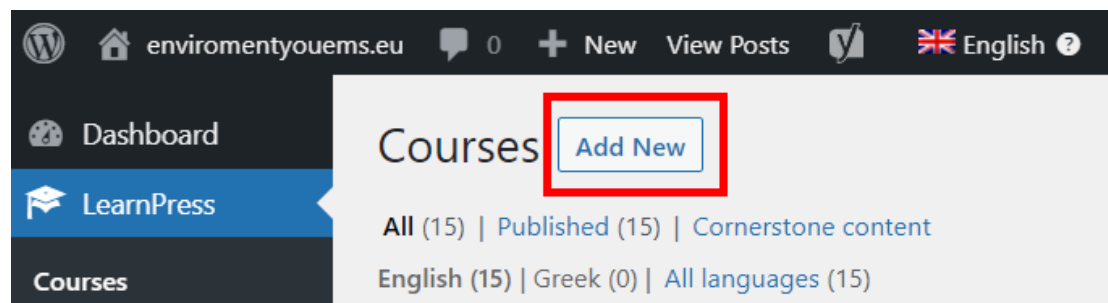 enviromentyouems.eu 0 + New View Posts English ?
Dashboard
Courses Add New
LearnPress
All (15) | Published (15) | Cornerstone content
Courses
English (15) | Greek (0) | All languages (15)